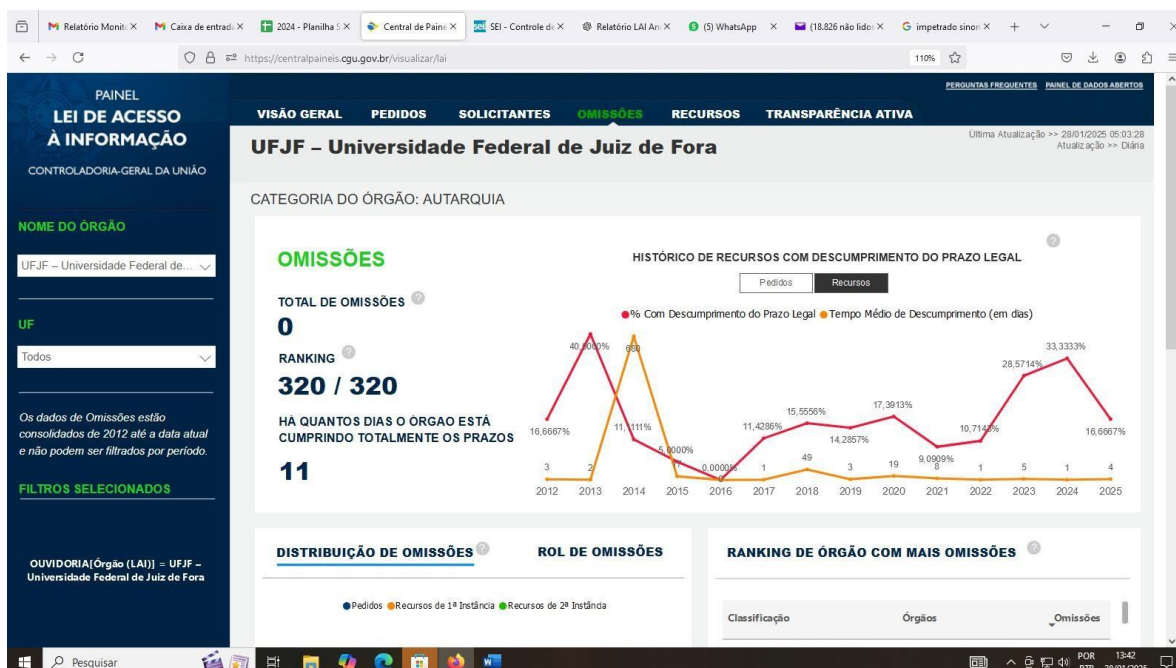 Relatório Monito
Caixa de entrada
2024 - Planilha S
Central de Painé
SEI - Controle de
Relatório LAI An
(5) WhatsApp
(18.826 não lido
impetrado sinon
https://centralpaineis.cgu.gov.br/visualizar/lai
110%
PERGUNTAS FREQUENTES PAINEL DE DADOS ABERTOS
PAINEL
LEI DE ACESSO
À INFORMAÇÃO
CONTROLADORIA-GERAL DA UNIÃO
VISÃO GERAL PEDIDOS SOLICITANTES OMISSÕES RECURSOS TRANSPARÊNCIA ATIVA
UFJF – Universidade Federal de Juiz de Fora
Última Atualização >> 28/01/2025 05:03:28
Atualização >> Diária
CATEGORIA DO ÓRGÃO: AUTARQUIA
NOME DO ÓRGÃO
UFJF – Universidade Federal de...
UF
Todos
Os dados de Omissões estão
consolidados de 2012 até a data atual
e não podem ser filtrados por período.
FILTROS SELECIONADOS
OUVIDORIA[Órgão (LAI)] = UFJF –
Universidade Federal de Juiz de Fora
OMISSÕES
TOTAL DE OMISSÕES
0
RANKING
320 / 320
HÁ QUANTOS DIAS O ÓRGAO ESTÁ
CUMPRINDO TOTALMENTE OS PRAZOS
11
HISTÓRICO DE RECURSOS COM DESCUMPRIMENTO DO PRAZO LEGAL
Pedidos Recursos
% Com Descumprimento do Prazo Legal Tempo Médio de Descumprimento (em dias)
16,6667% 40,0000% 11,1111% 5,0000% 0,0000% 11,4286% 15,5556% 14,2857% 17,3913% 9,0909% 10,7143% 28,5714% 33,3333% 16,6667%
3 2 680 17 0 1 49 3 19 8 1 5 1 4
2012 2013 2014 2015 2016 2017 2018 2019 2020 2021 2022 2023 2024 2025
DISTRIBUIÇÃO DE OMISSÕES ROL DE OMISSÕES
Pedidos Recursos de 1ª Instância Recursos de 2ª Instância
RANKING DE ÓRGÃO COM MAIS OMISSÕES
Classificação Órgãos Omissões
Pesquisar
POR
13:42